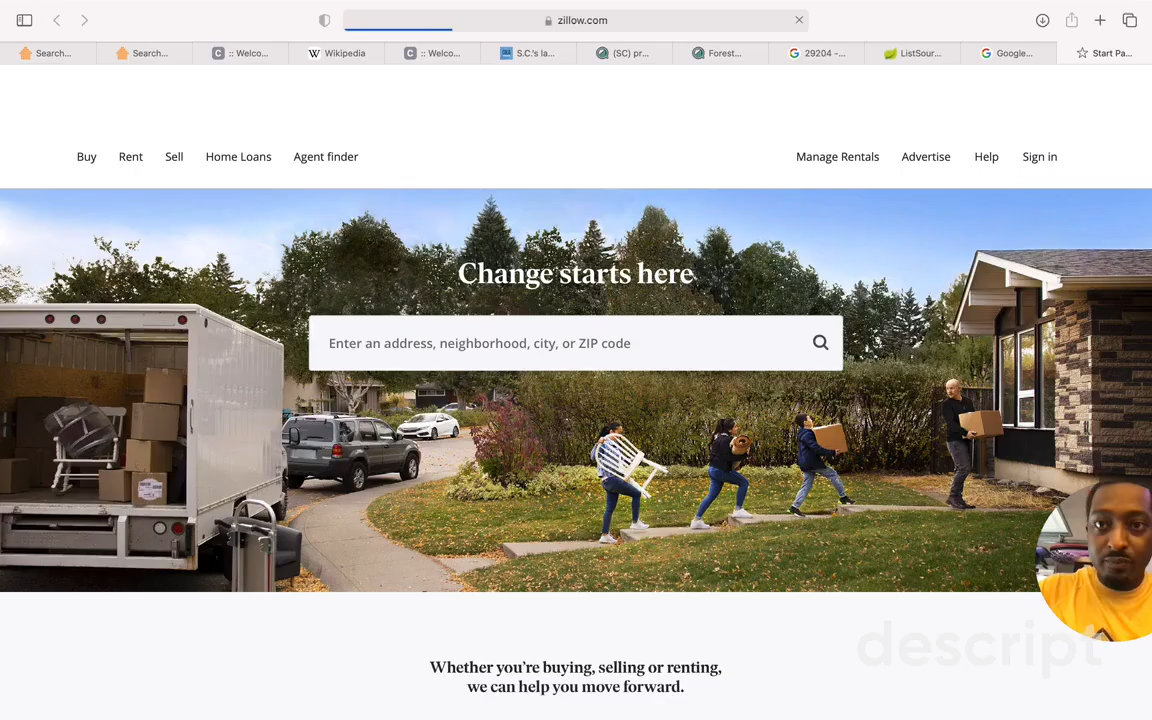 zillow.com
Search...
Search...
:: Welco...
Wikipedia
:: Welco...
S.C.'s la...
(SC) pr...
Forest...
29204 -...
ListSour...
Google...
Start Pa...
Buy
Rent
Sell
Home Loans
Agent finder
Manage Rentals
Advertise
Help
Sign in
Change starts here
Enter an address, neighborhood, city, or ZIP code
descript
Whether you're buying, selling or renting,
we can help you move forward.